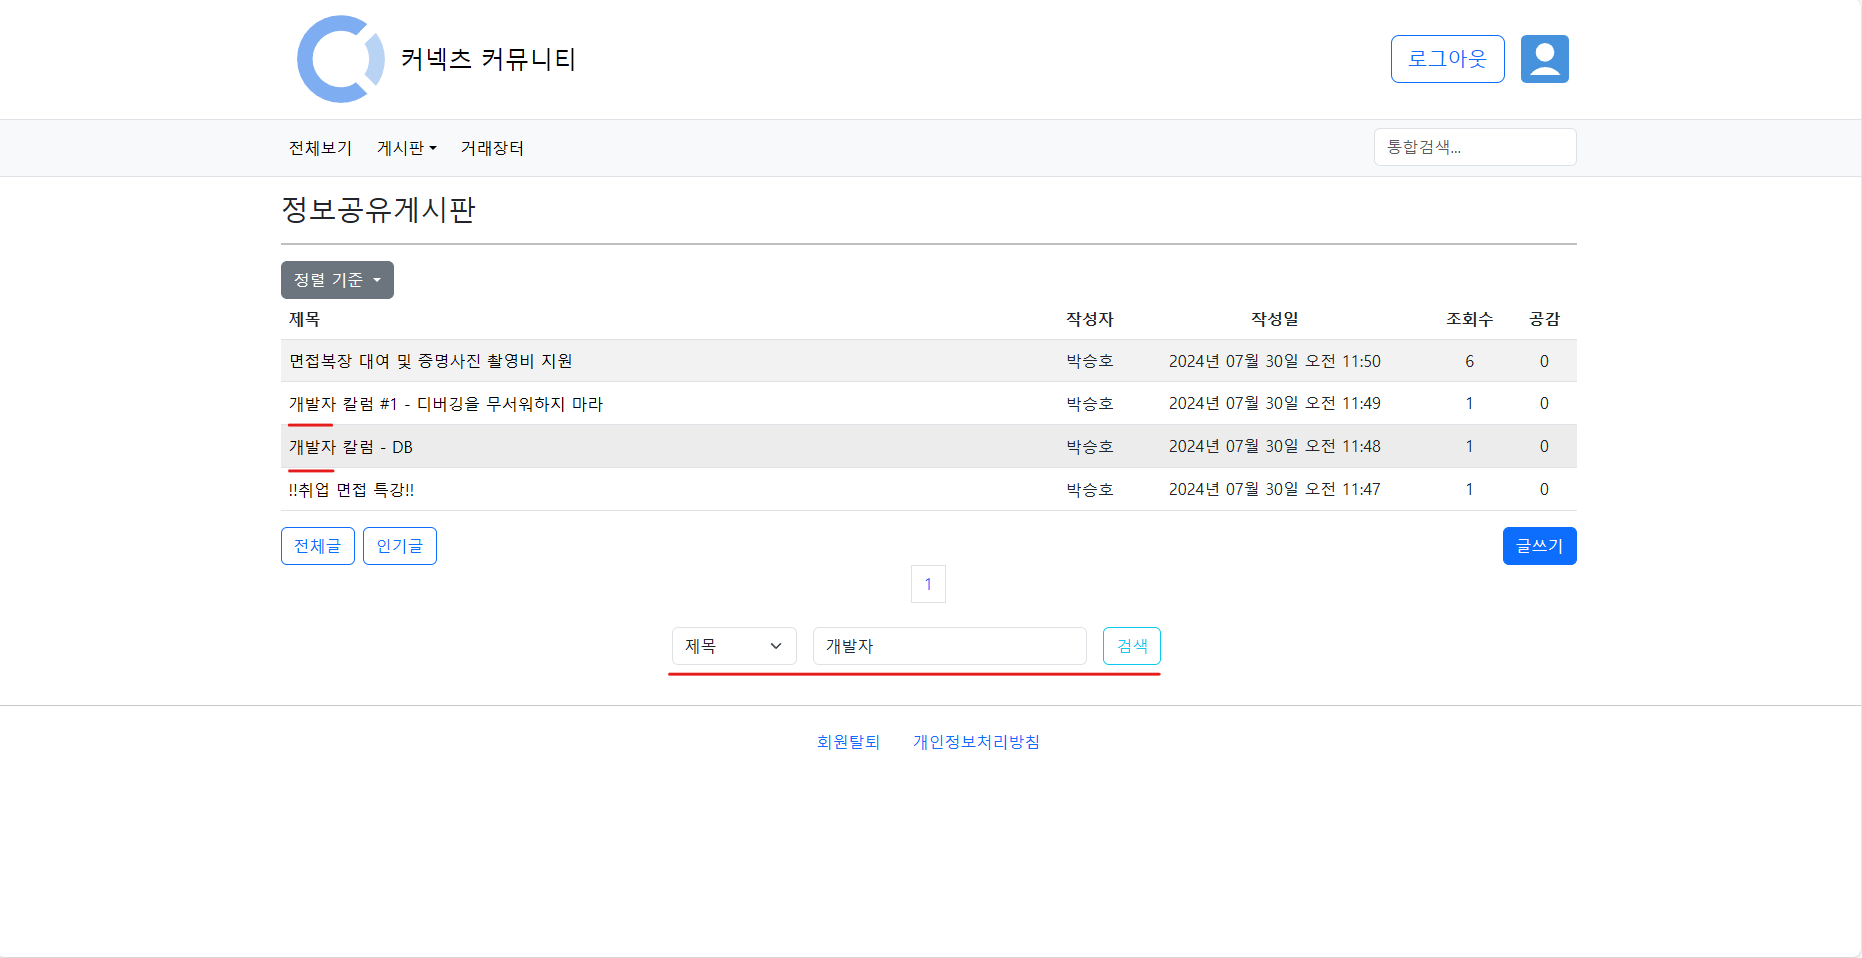 커넥츠 커뮤니티
로그아웃
전체보기 게시판 거래장터 통합검색...
정보공유게시판
정렬 기준
제목 작성자 작성일 조회수 공감
면접복장 대여 및 증명사진 촬영비 지원 박승호 2024년 07월 30일 오전 11:50 6 0
개발자 칼럼 #1 - 디버깅을 무서워하지 마라 박승호 2024년 07월 30일 오전 11:49 1 0
개발자 칼럼 - DB 박승호 2024년 07월 30일 오전 11:48 1 0
!!취업 면접 특강!! 박승호 2024년 07월 30일 오전 11:47 1 0
전체글 인기글 글쓰기
1
제목 개발자 검색
회원탈퇴 개인정보처리방침